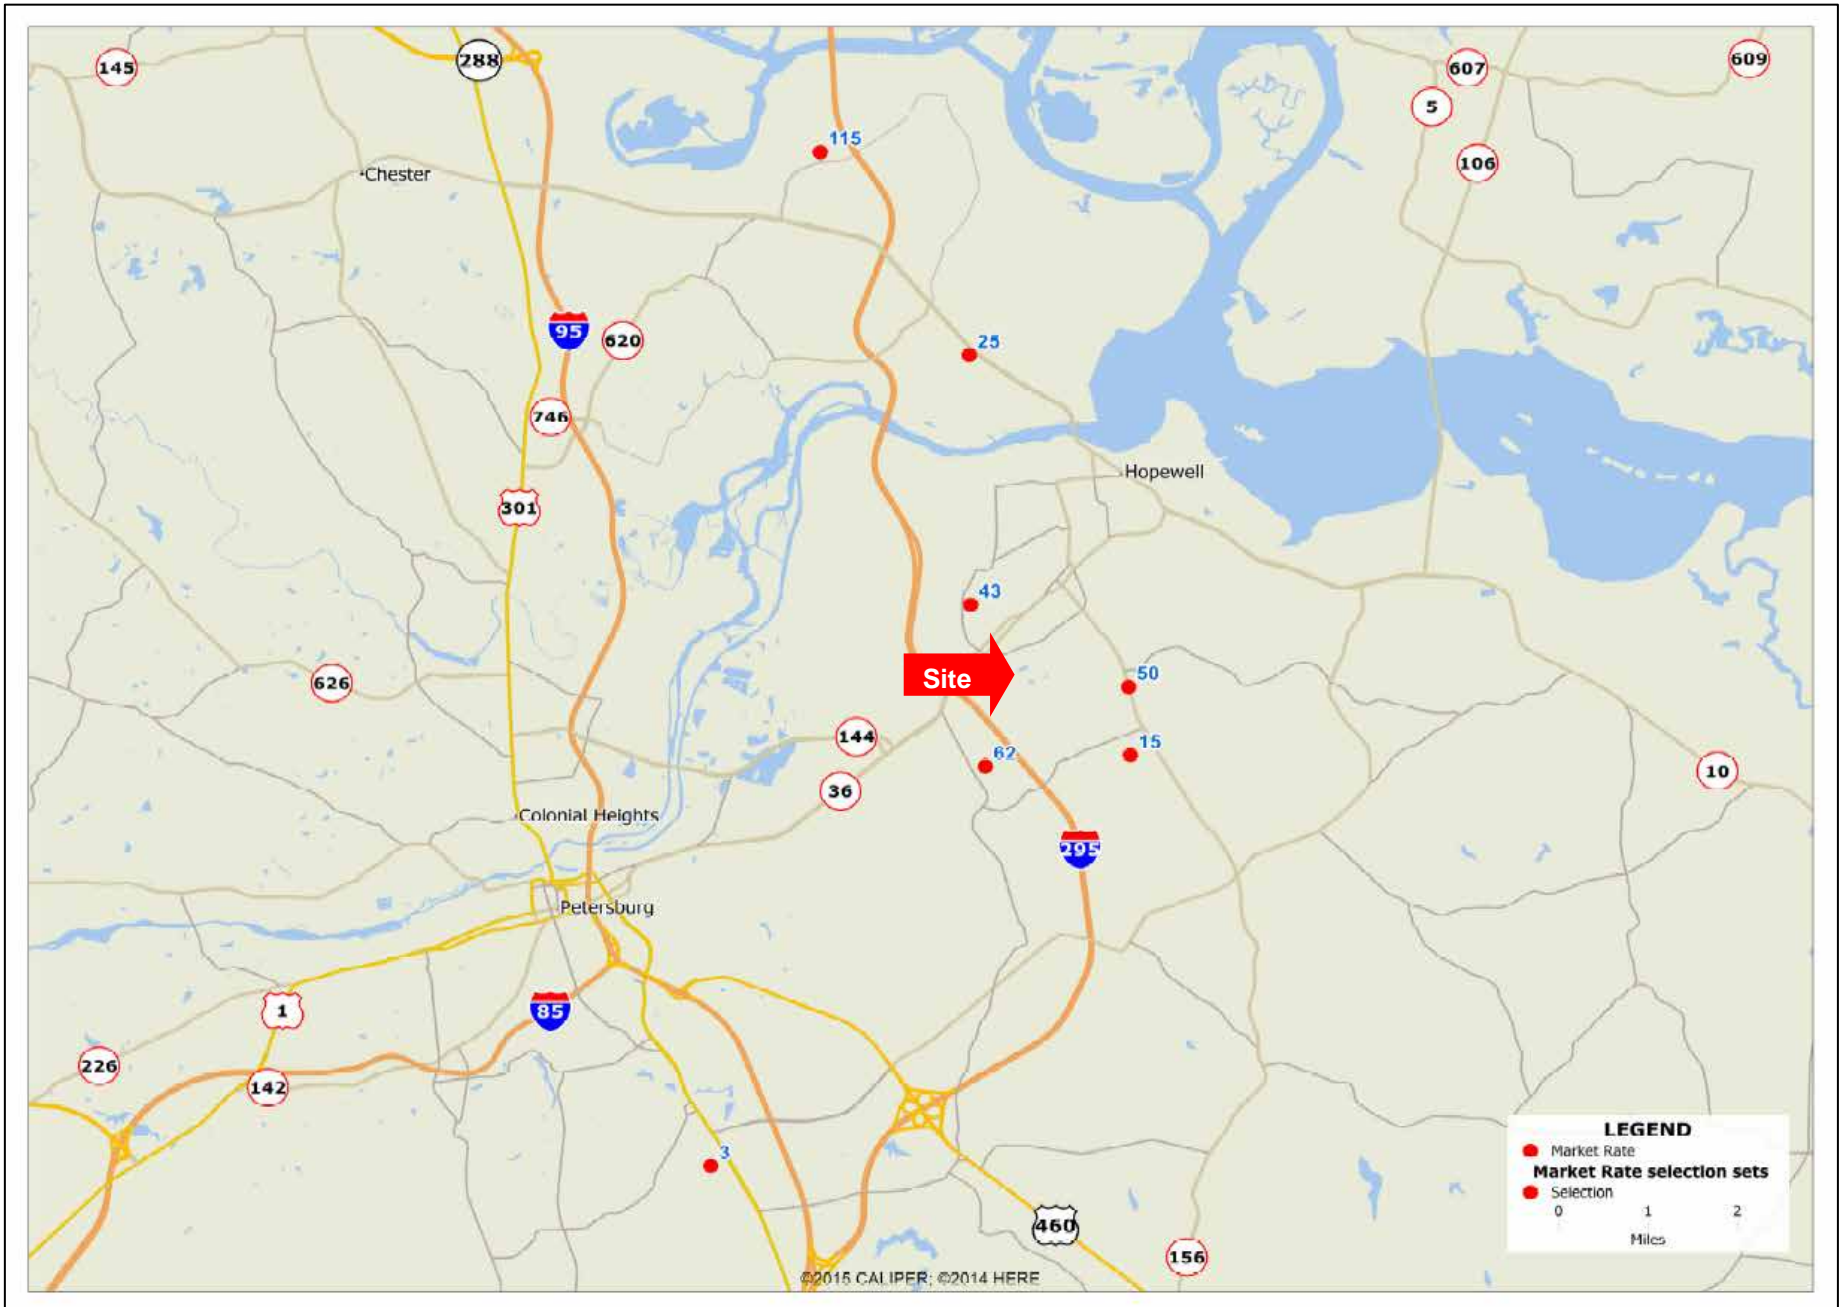 145
288
607
609
5
115
106
Chester
95
620
25
746
Hopewell
301
43
Site
626
50
144
62
15
36
10
Colonial Heights
295
Petersburg
1
85
226
142
3
LEGEND
Market Rate
Market Rate selection sets
Selection
0 1 2
Miles
460
156
©2015 CALIPER; ©2014 HERE